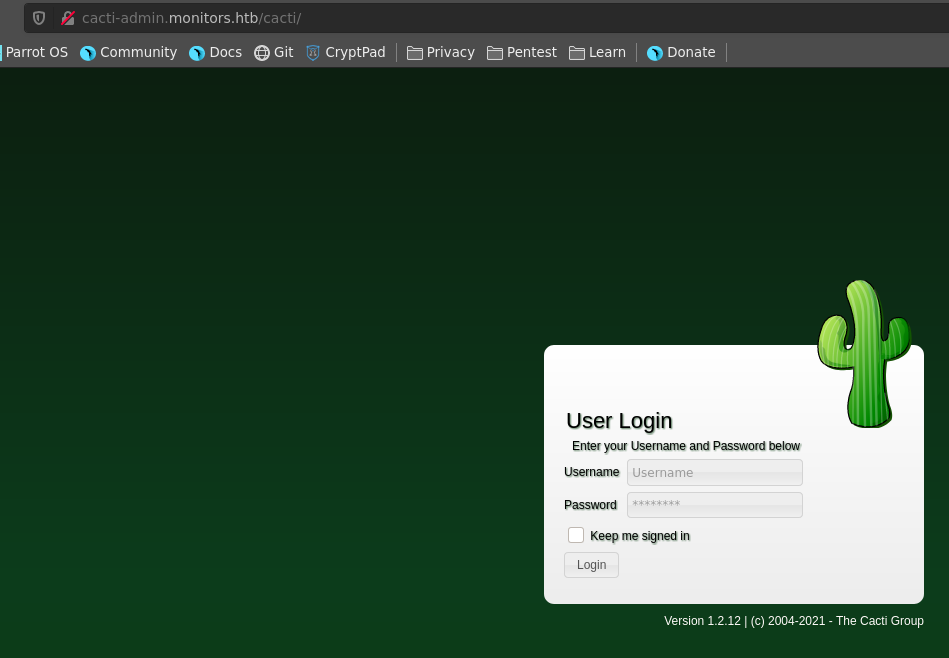 cacti-admin.monitors.htb/cacti/
Parrot OS Community Docs Git CryptPad Privacy Pentest Learn Donate
User Login
Enter your Username and Password below
Username Username
Password ********
Keep me signed in
Login
Version 1.2.12 | (c) 2004-2021 - The Cacti Group